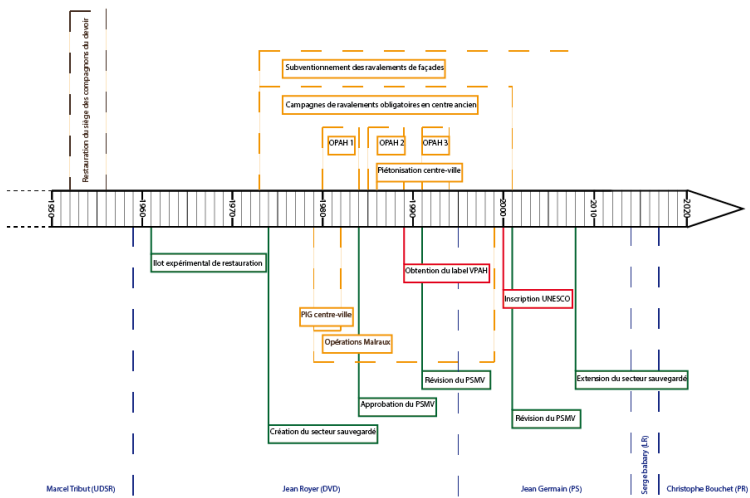 Restauration du siège des compagnons du devoir
Subventionnement des ravalements de façades
Campagnes de ravalements obligatoires en centre ancien
OPAH 1
OPAH 2
OPAH 3
Piétonisation centre-ville
1950
1960
1970
1980
1990
2000
2010
2020
Ilot expérimental de restauration
Obtention du label VPAH
Inscription UNESCO
PIG centre-ville
Opérations Malraux
Révision du PSMV
Extension du secteur sauvegardé
Approbation du PSMV
Révision du PSMV
Création du secteur sauvegardé
Marcel Tribut (UDSR)
Jean Royer (DVD)
Jean Germain (PS)
Serge babary (LR)
Christophe Bouchet (PR)